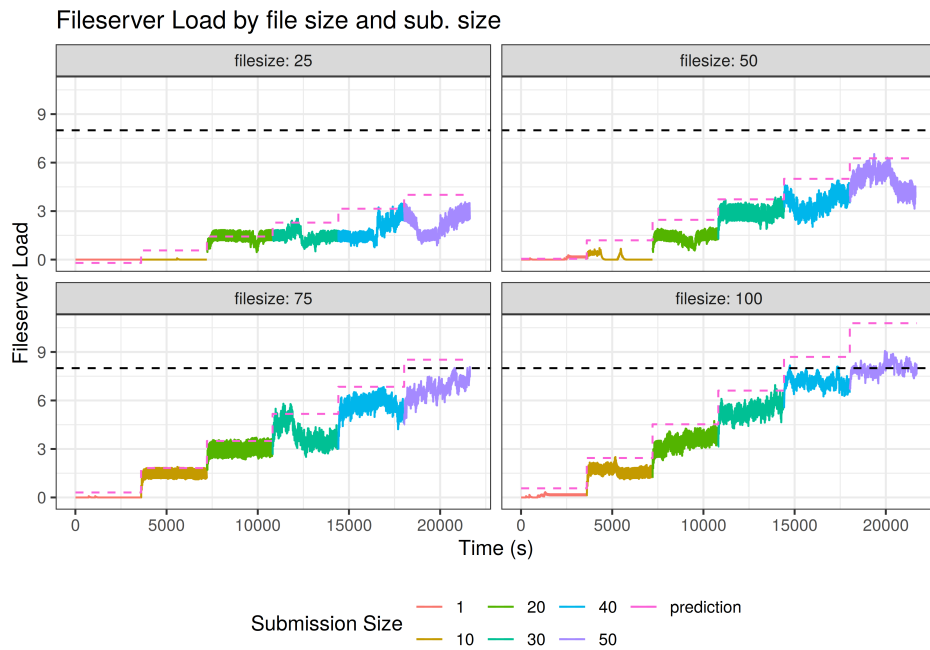 Fileserver Load by file size and sub. size
filesize: 25
filesize: 50
9
6
3
0
filesize: 75
filesize: 100
9
6
3
0
0 5000 10000 15000 20000
0 5000 10000 15000 20000
Fileserver Load
Time (s)
Submission Size
1 20 40 prediction
10 30 50